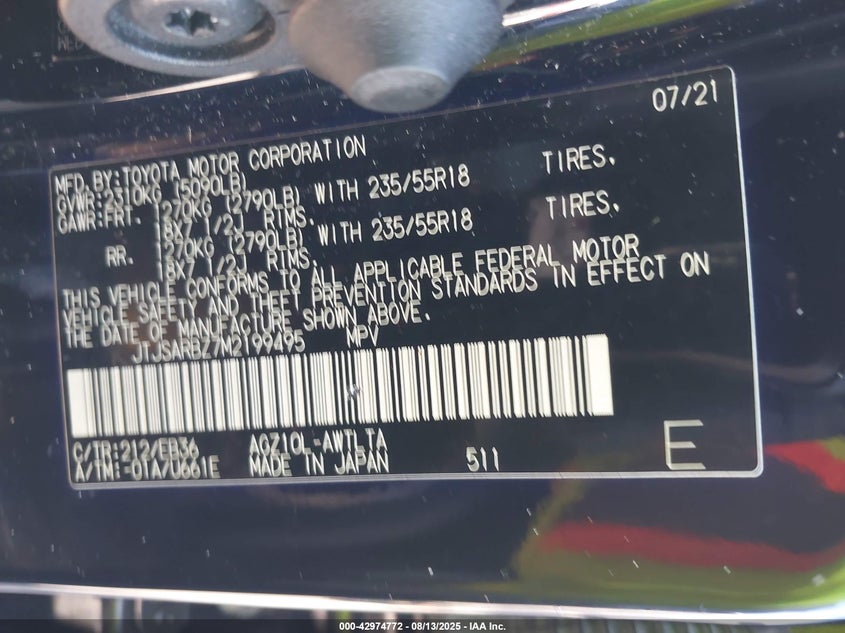 07/21
MFD.BY:TOYOTA MOTOR CORPORATION
GVWR:2310KG (5090LB)
GAWR:FRT. 1270KG (2790LB) WITH 235/55R18 TIRES.
18X7 1/2J RIMS.
RR. 1270KG (2790LB) WITH 235/55R18 TIRES.
18X7 1/2J RIMS.
THIS VEHICLE CONFORMS TO ALL APPLICABLE FEDERAL MOTOR
VEHICLE SAFETY AND THEFT PREVENTION STANDARDS IN EFFECT ON
THE DATE OF MANUFACTURE SHOWN ABOVE.
JTJSARBZ7M2199495 MPV
C/TR:212/EB36 AGZ10L-AWTLTA
A/TM:-01A/U661E MADE IN JAPAN 511 E
000-42974772 - 08/13/2025 - IAA Inc.